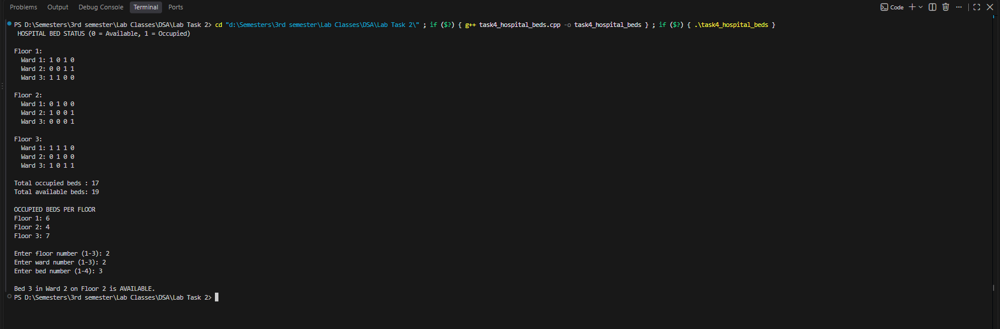 Problems Output Debug Console Terminal Ports Code
PS D:\Semesters\3rd semester\Lab Classes\DSA\Lab Task 2> cd "d:\Semesters\3rd semester\Lab Classes\DSA\Lab Task 2\" ; if ($?) { g++ task4_hospital_beds.cpp -o task4_hospital_beds } ; if ($?) { .\task4_hospital_beds }
HOSPITAL BED STATUS (0 = Available, 1 = Occupied)
Floor 1:
Ward 1: 1 0 1 0
Ward 2: 0 0 1 1
Ward 3: 1 1 0 0
Floor 2:
Ward 1: 0 1 0 0
Ward 2: 1 0 0 1
Ward 3: 0 0 0 1
Floor 3:
Ward 1: 1 1 1 0
Ward 2: 0 1 0 0
Ward 3: 1 0 1 1
Total occupied beds : 17
Total available beds: 19
OCCUPIED BEDS PER FLOOR
Floor 1: 6
Floor 2: 4
Floor 3: 7
Enter floor number (1-3): 2
Enter ward number (1-3): 2
Enter bed number (1-4): 3
Bed 3 in Ward 2 on Floor 2 is AVAILABLE.
PS D:\Semesters\3rd semester\Lab Classes\DSA\Lab Task 2>